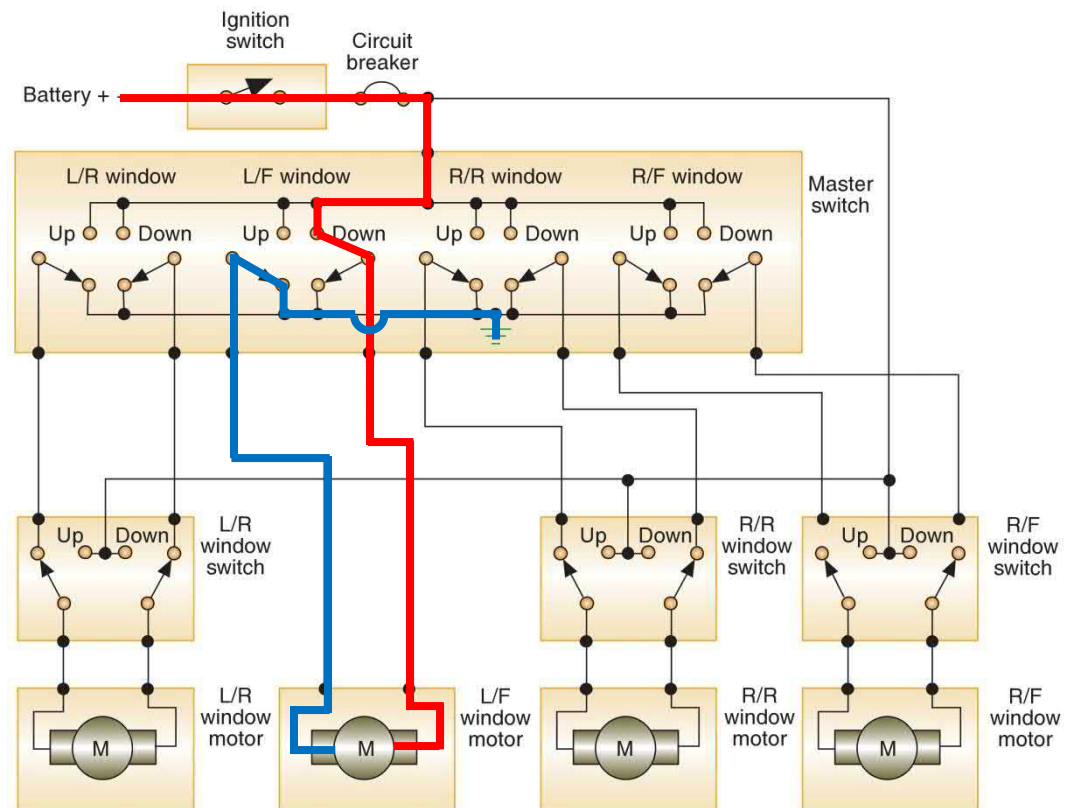 Ignition
switch
Circuit
breaker
Battery +
L/R window
L/F window
R/R window
R/F window
Master
switch
Up
Down
Up
Down
Up
Down
Up
Down
Up
Down
L/R
window
switch
Up
Down
R/R
window
switch
Up
Down
R/F
window
switch
M
L/R
window
motor
M
L/F
window
motor
M
R/R
window
motor
M
R/F
window
motor